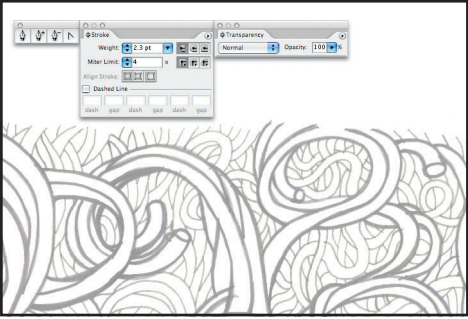 Stroke
Weight: 2.3 pt
Miter Limit: 4 x
Align Stroke:
Dashed Line
dash gap dash gap dash gap
Transparency
Normal Opacity: 100 %